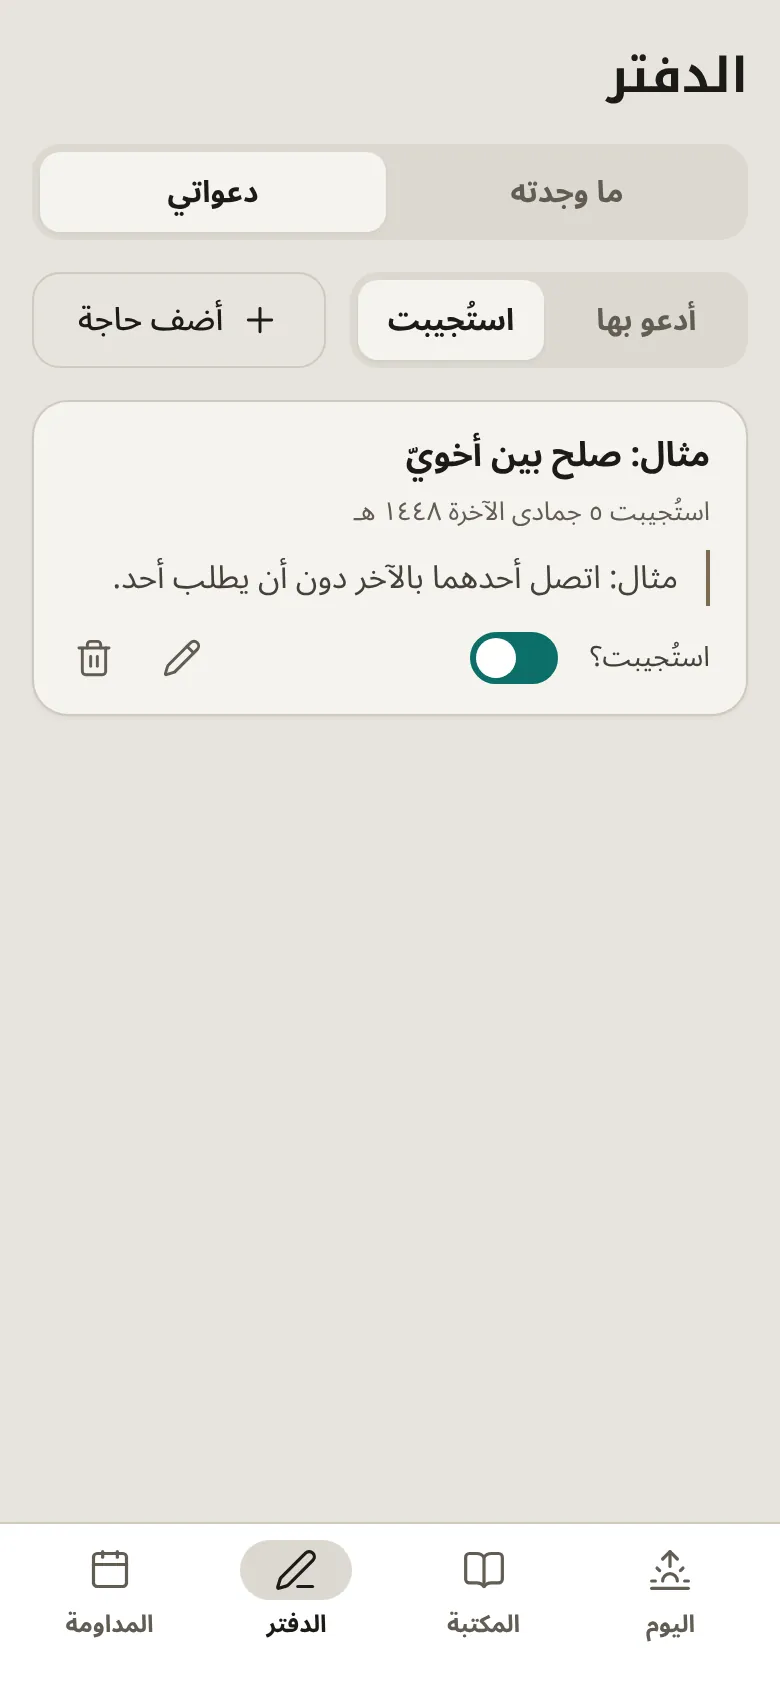 الدفتر
ما وجدته
دعواتي
أدعو بها
استُجيبت
أضف حاجة
مثال: صلح بين أخويّ
استُجيبت ٥ جمادى الآخرة ١٤٤٨ هـ
مثال: اتصل أحدهما بالآخر دون أن يطلب أحد.
استُجيبت؟
اليوم
المكتبة
الدفتر
المداومة